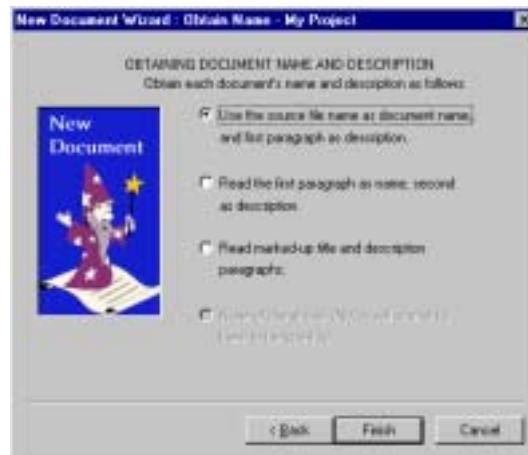 New Document Wizard : Obtain Name - My Project
OBTAINING DOCUMENT NAME AND DESCRIPTION
Obtain each document's name and description as follows
New
Document
Use the source file name as document name,
and first paragraph as description.
Read the first paragraph as name, second
as description.
Read marked-up title and description
paragraphs.
< Back
Finish
Cancel